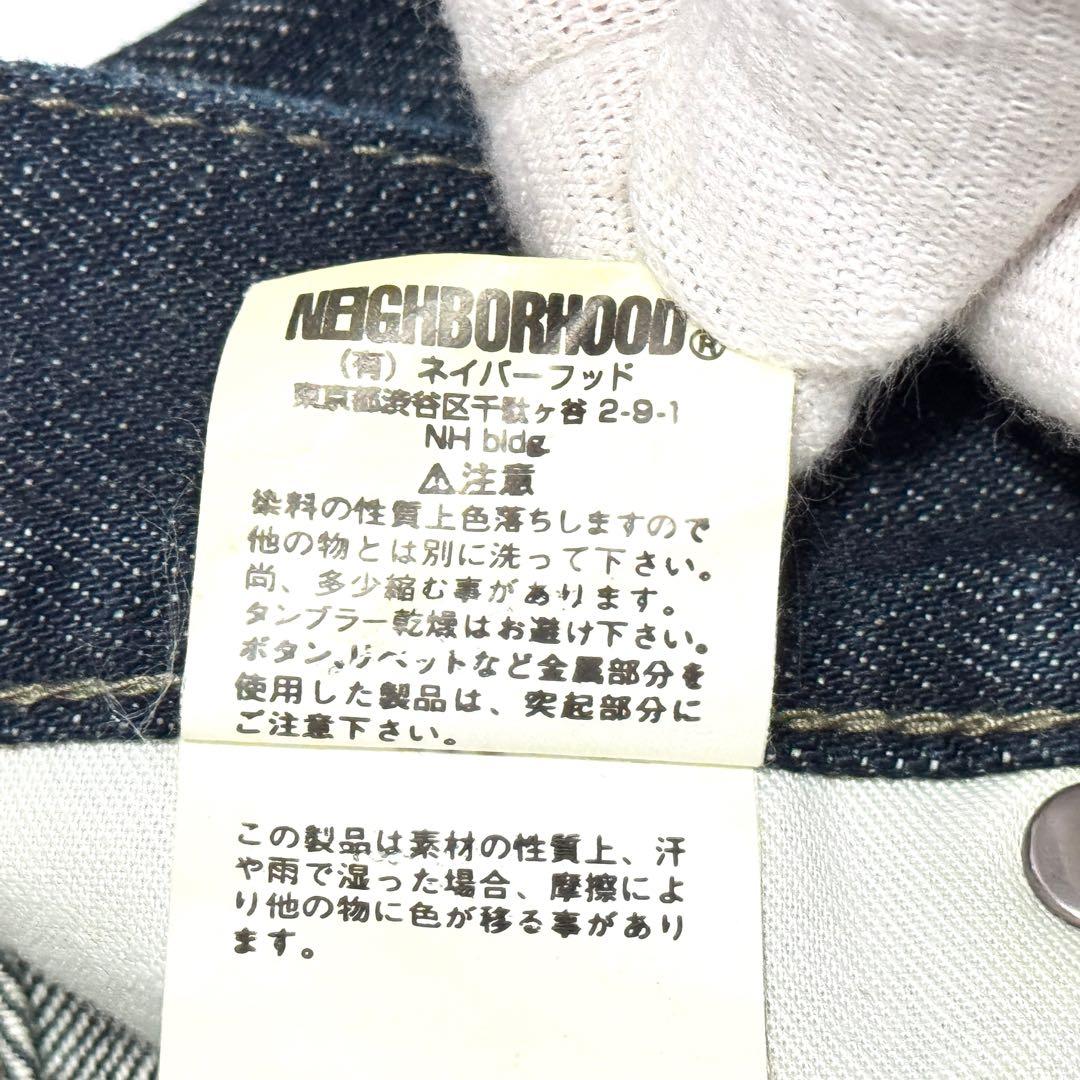 NEIGHBORHOOD®
(有) ネイバーフッド
東京都渋谷区千駄ヶ谷 2-9-1
NH bldg
⚠注意
染料の性質上色落ちしますので
他の物とは別に洗って下さい。
尚、多少縮む事があります。
タンブラー乾燥はお避け下さい。
ボタン、リベットなど金属部分を
使用した製品は、突起部分に
ご注意下さい。
この製品は素材の性質上、汗
や雨で湿った場合、摩擦によ
り他の物に色が移る事があり
ます。